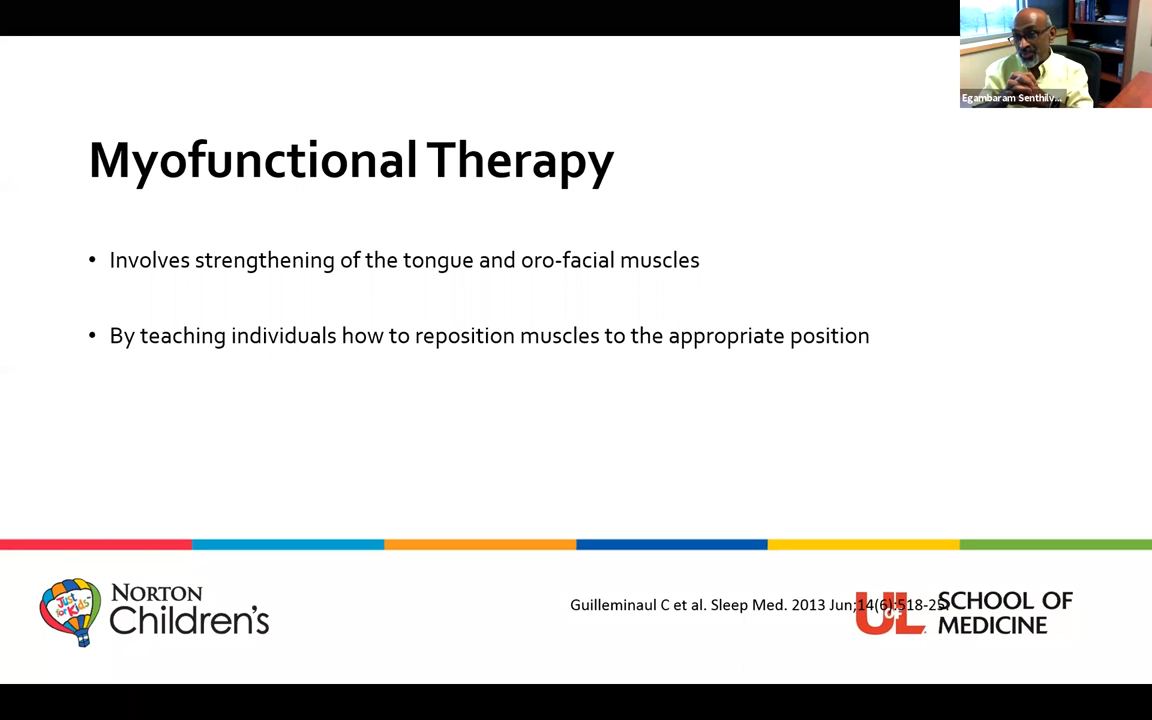 Egambaram Senthilv...
Myofunctional Therapy
• Involves strengthening of the tongue and oro-facial muscles
• By teaching individuals how to reposition muscles to the appropriate position
Just
for Kids
NORTON
Children's
Guilleminaul C et al. Sleep Med. 2013 Jun;14(6):518-25.
UofL
SCHOOL OF
MEDICINE